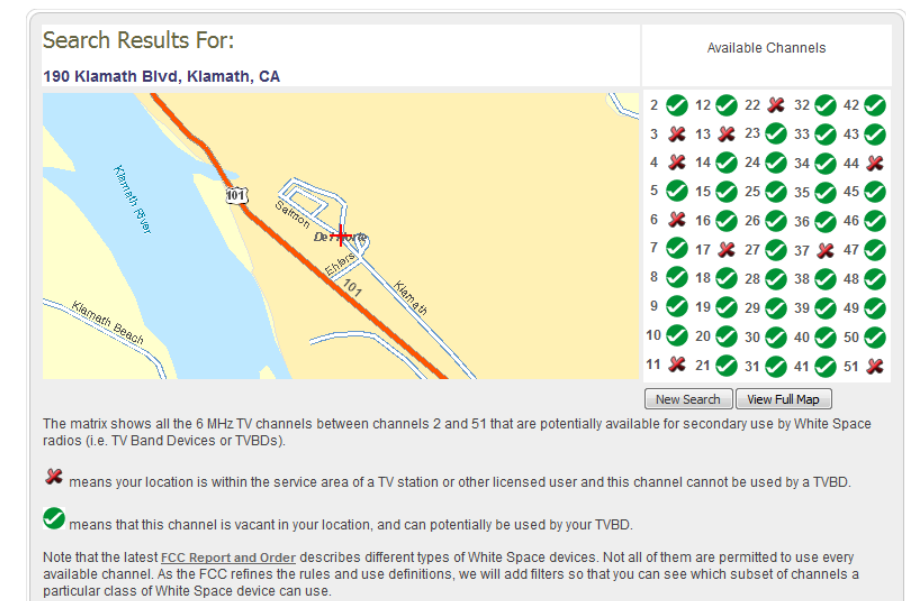 Search Results For:
190 Klamath Blvd, Klamath, CA
Available Channels
Klamath River
101
Salmon
Del Norte
Ehlers
101
Klamath
Klamath Beach
2 12 22 32 42
3 13 23 33 43
4 14 24 34 44
5 15 25 35 45
6 16 26 36 46
7 17 27 37 47
8 18 28 38 48
9 19 29 39 49
10 20 30 40 50
11 21 31 41 51
New Search View Full Map
The matrix shows all the 6 MHz TV channels between channels 2 and 51 that are potentially available for secondary use by White Space
radios (i.e. TV Band Devices or TVBDs).
means your location is within the service area of a TV station or other licensed user and this channel cannot be used by a TVBD.
means that this channel is vacant in your location, and can potentially be used by your TVBD.
Note that the latest FCC Report and Order describes different types of White Space devices. Not all of them are permitted to use every
available channel. As the FCC refines the rules and use definitions, we will add filters so that you can see which subset of channels a
particular class of White Space device can use.